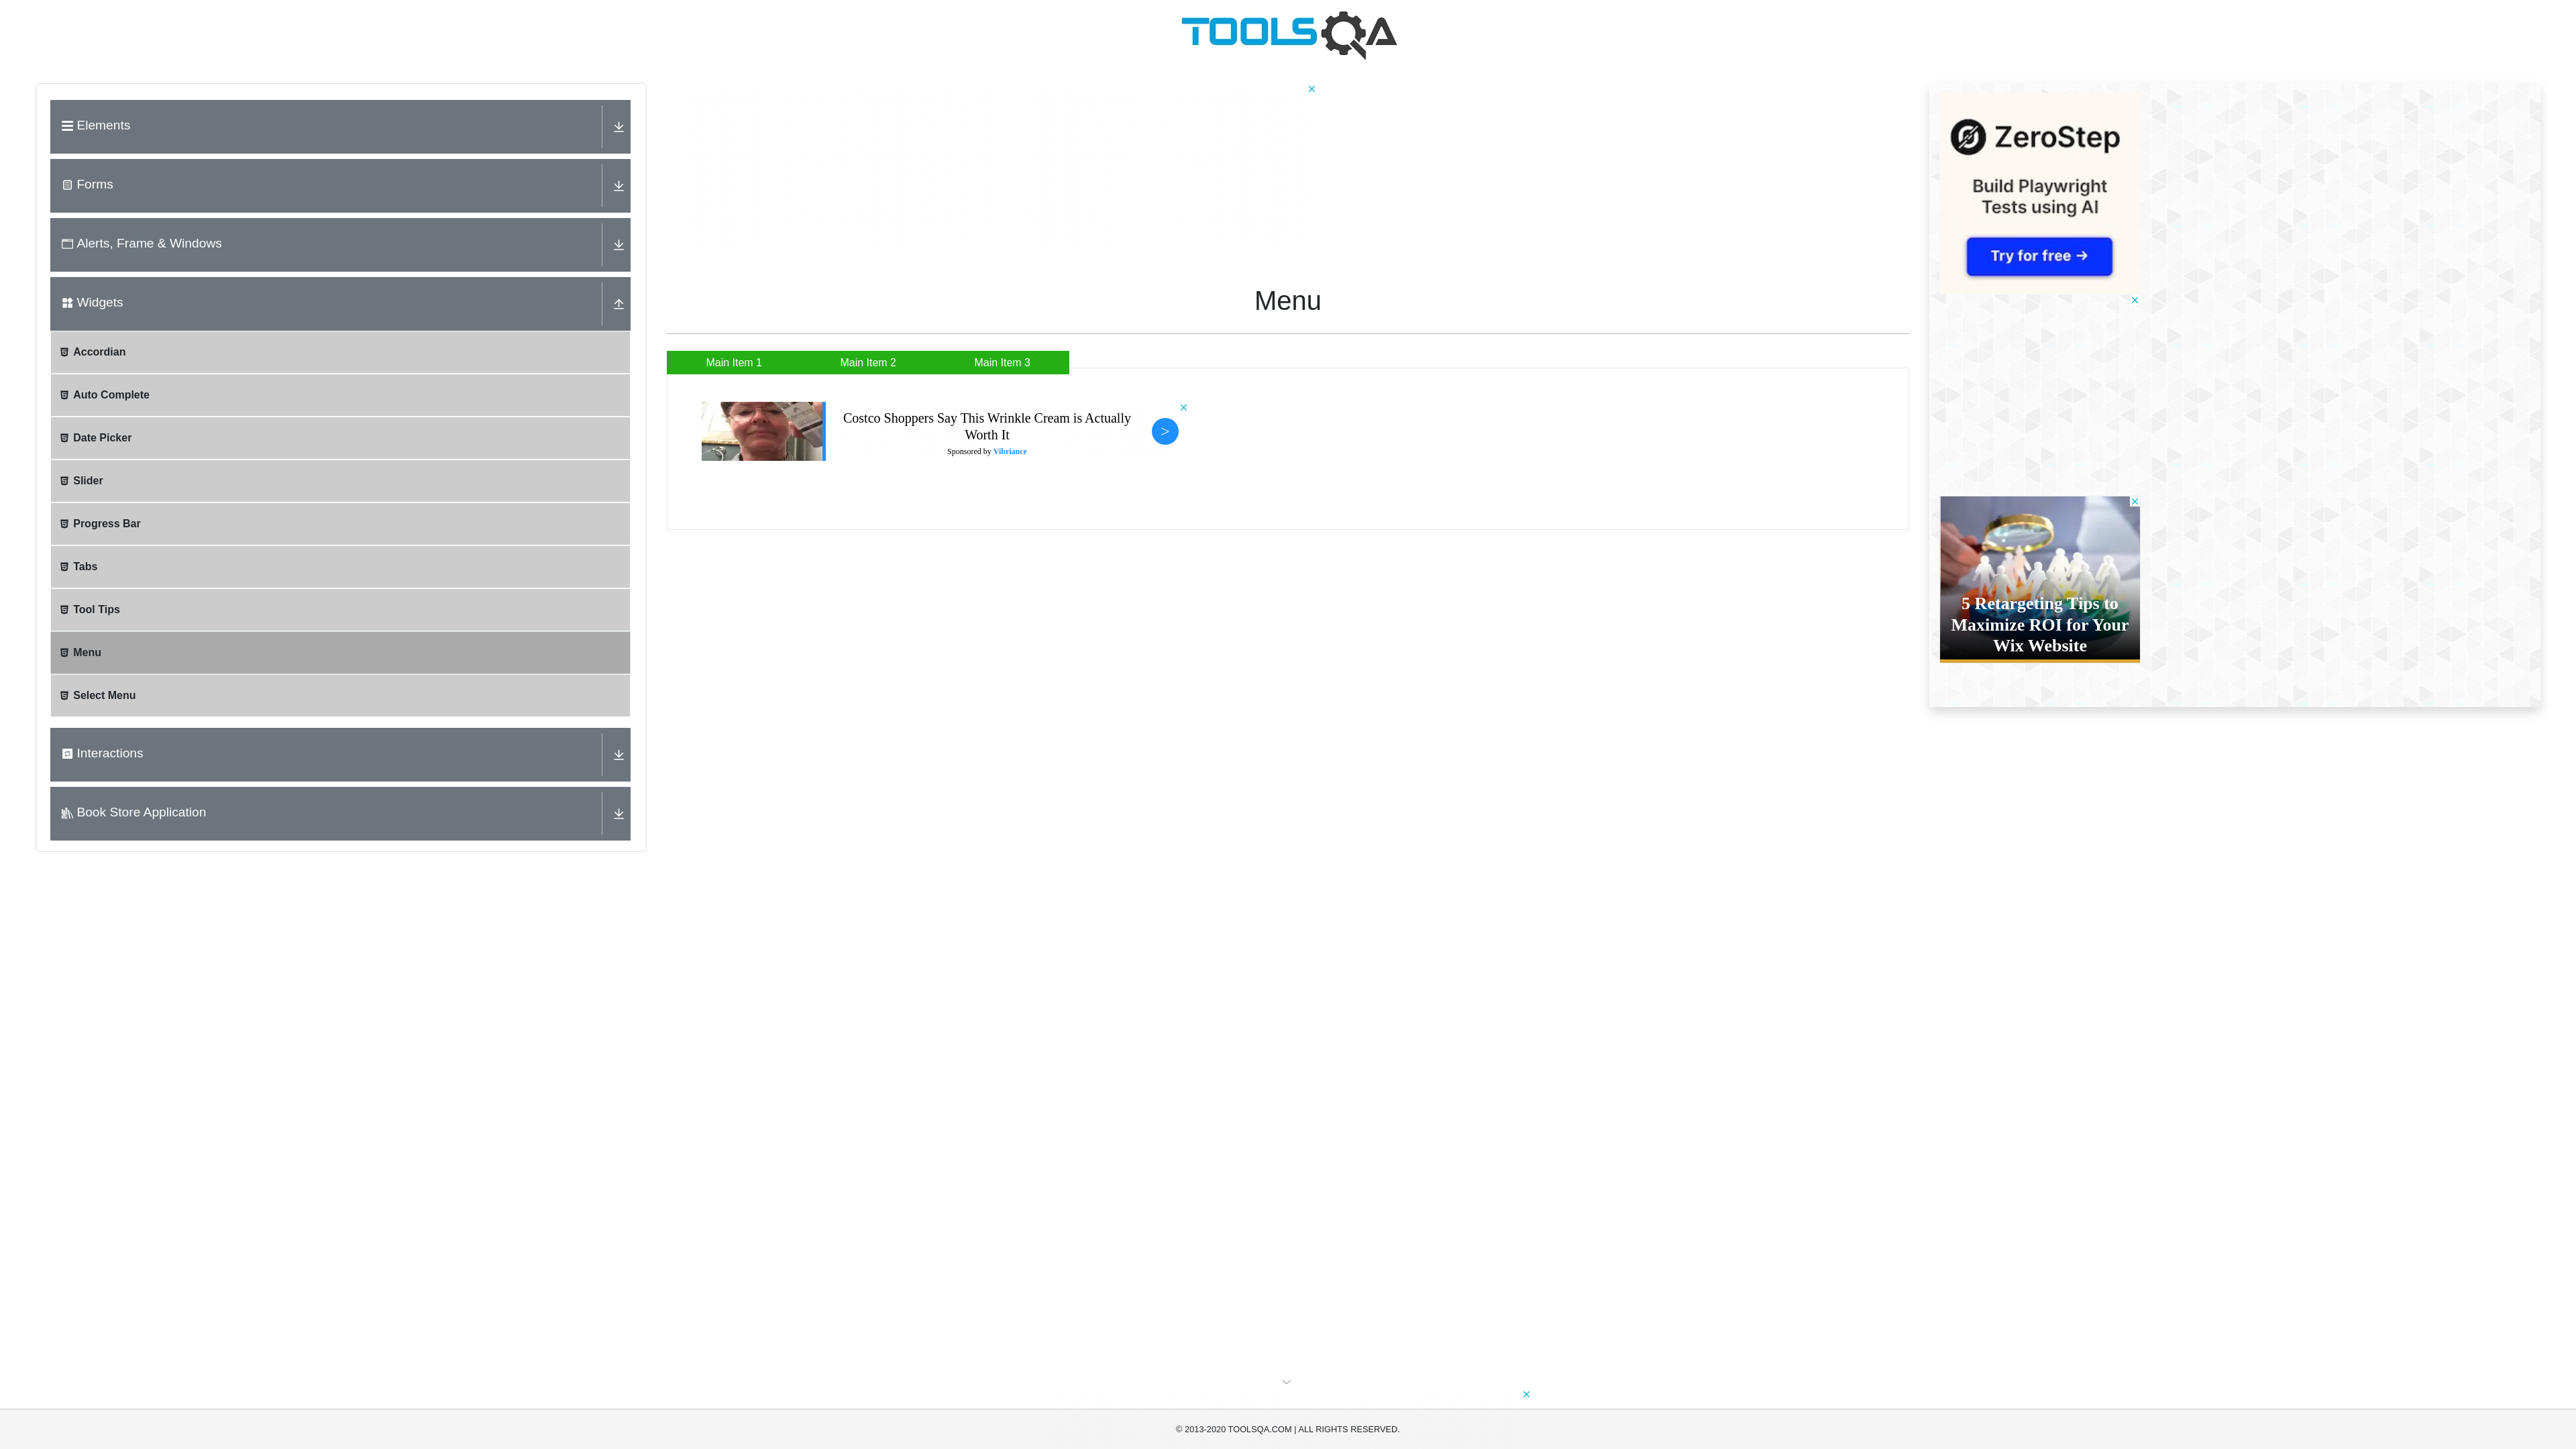 TOOLSQA
Elements
Forms
Alerts, Frame & Windows
Widgets
Accordian
Auto Complete
Date Picker
Slider
Progress Bar
Tabs
Tool Tips
Menu
Select Menu
Interactions
Book Store Application
Menu
Main Item 1
Main Item 2
Main Item 3
Costco Shoppers Say This Wrinkle Cream is Actually
Worth It
Sponsored by Vibriance
>
ZeroStep
Build Playwright
Tests using AI
Try for free →
5 Retargeting Tips to
Maximize ROI for Your
Wix Website
© 2013-2020 TOOLSQA.COM | ALL RIGHTS RESERVED.